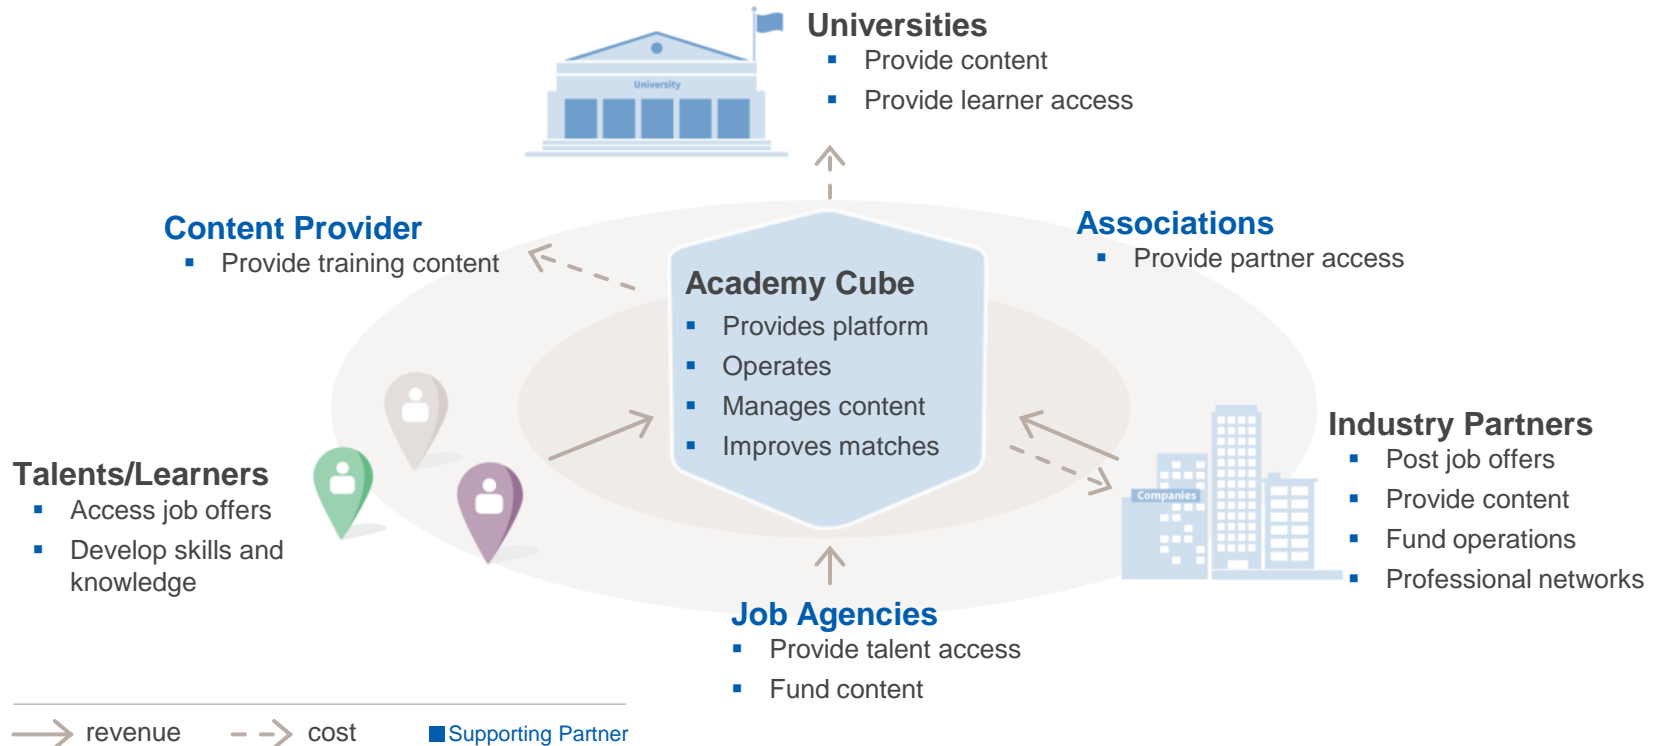 Universities
▪ Provide content
▪ Provide learner access
University
Content Provider
▪ Provide training content
Associations
▪ Provide partner access
Academy Cube
▪ Provides platform
▪ Operates
▪ Manages content
▪ Improves matches
Talents/Learners
▪ Access job offers
▪ Develop skills and
knowledge
Industry Partners
▪ Post job offers
▪ Provide content
▪ Fund operations
▪ Professional networks
Companies
Job Agencies
▪ Provide talent access
▪ Fund content
revenue
cost
Supporting Partner